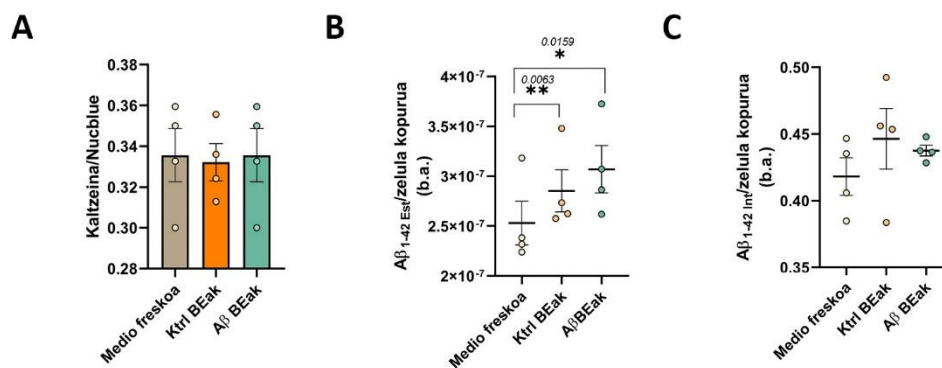 A
Kaltzeina/Nucblue
0.38
0.36
0.34
0.32
0.30
0.28
Medio freskoa
Ktrl BEak
Aβ BEak
B
Aβ1-42 Est/zelula kopurua
(b.a.)
4×10-7
3×10-7
3×10-7
2×10-7
2×10-7
0.0159
*
0.0063
**
Medio freskoa
Ktrl BEak
AβBEak
C
Aβ1-42 Int/zelula kopurua
(b.a.)
0.50
0.45
0.40
0.35
Medio freskoa
Ktrl BEak
Aβ BEak